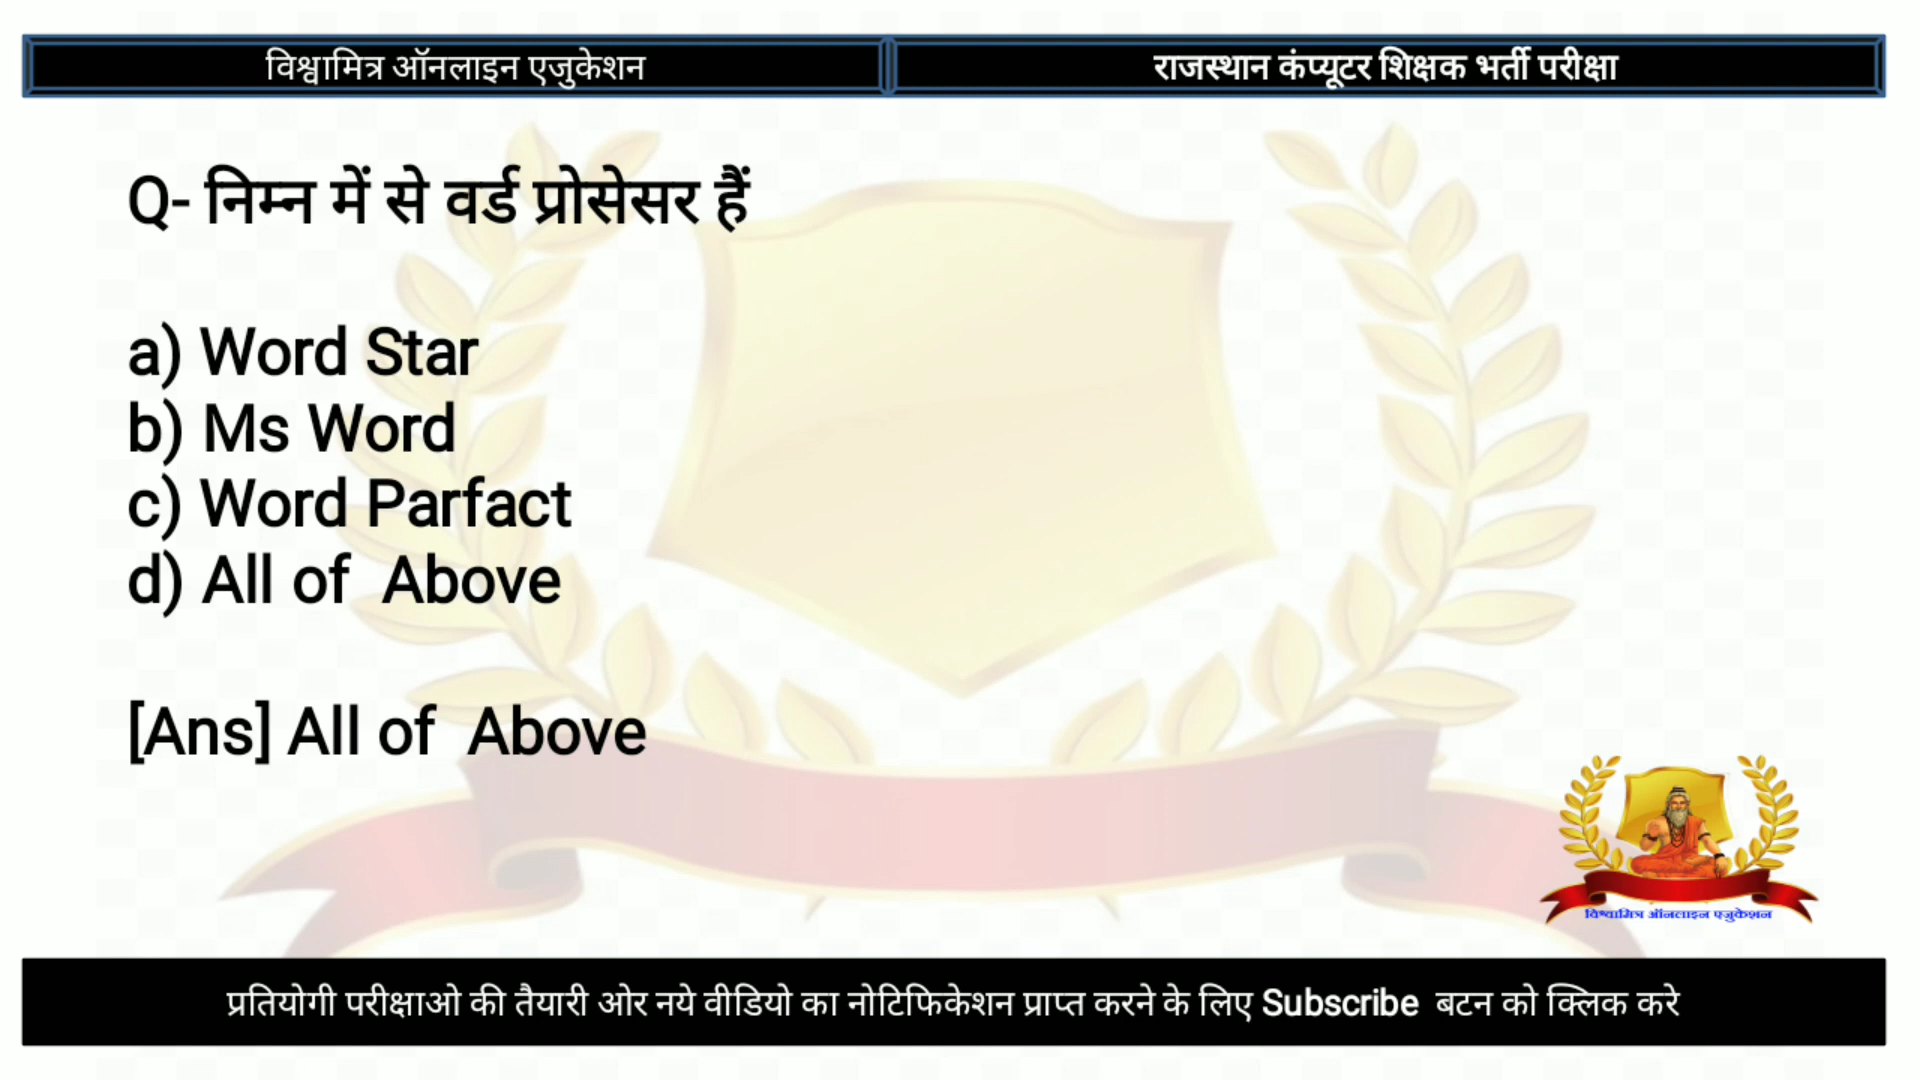 विश्वामित्र ऑनलाइन एजुकेशन
राजस्थान कंप्यूटर शिक्षक भर्ती परीक्षा
Q- निम्न में से वर्ड प्रोसेसर हैं
a) Word Star
b) Ms Word
c) Word Parfact
d) All of  Above
[Ans] All of  Above
विश्वामित्र ऑनलाइन एजुकेशन
प्रतियोगी परीक्षाओ की तैयारी ओर नये वीडियो का नोटिफिकेशन प्राप्त करने के लिए Subscribe  बटन को क्लिक करे